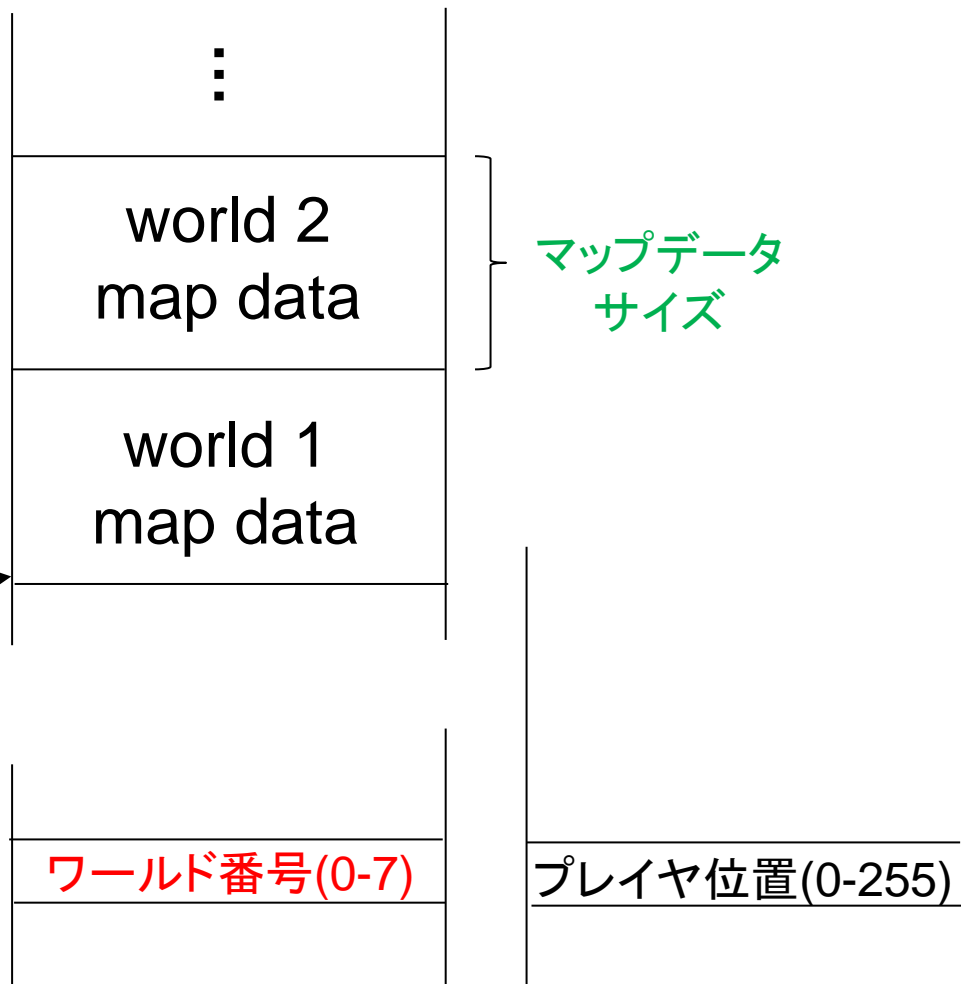 ⋮
world 2
map data
マップデータ
サイズ
world 1
map data
ワールド番号(0-7)
プレイヤ位置(0-255)